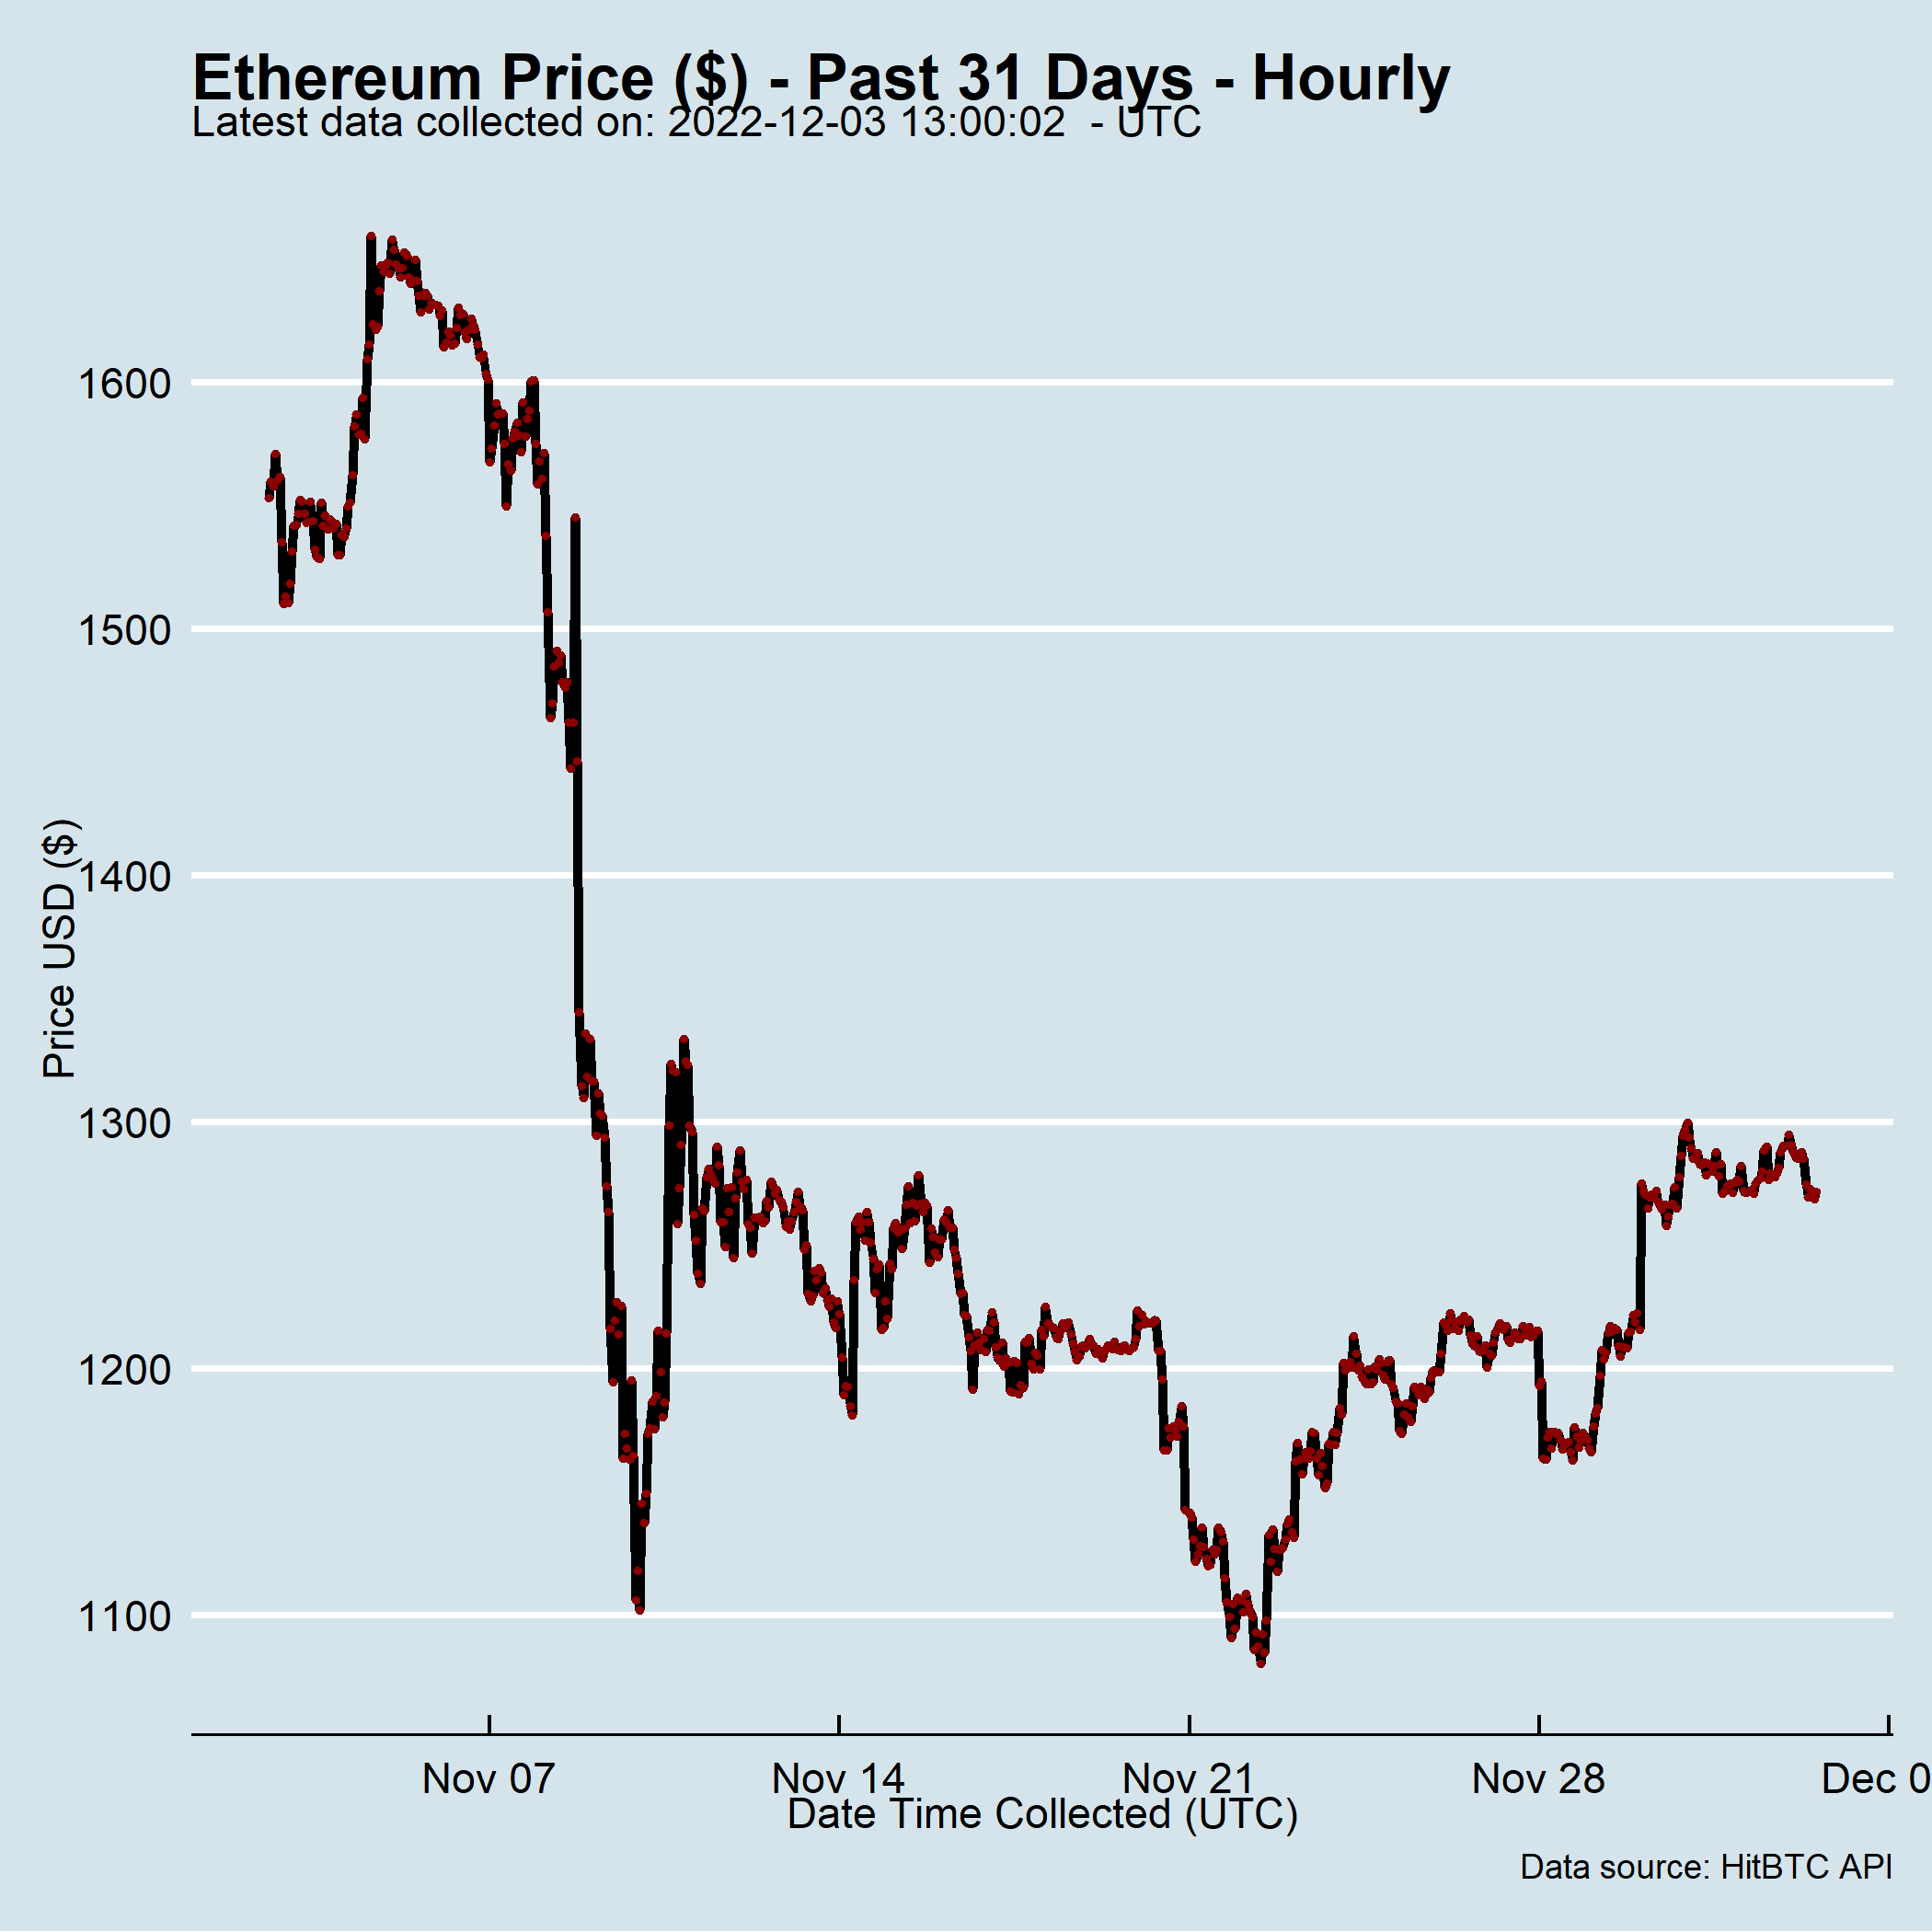 Ethereum Price ($) - Past 31 Days - Hourly
Latest data collected on: 2022-12-03 13:00:02  - UTC
1600
1500
1400
1300
1200
1100
Price USD ($)
Nov 07 Nov 14 Nov 21 Nov 28 Dec 0
Date Time Collected (UTC)
Data source: HitBTC API